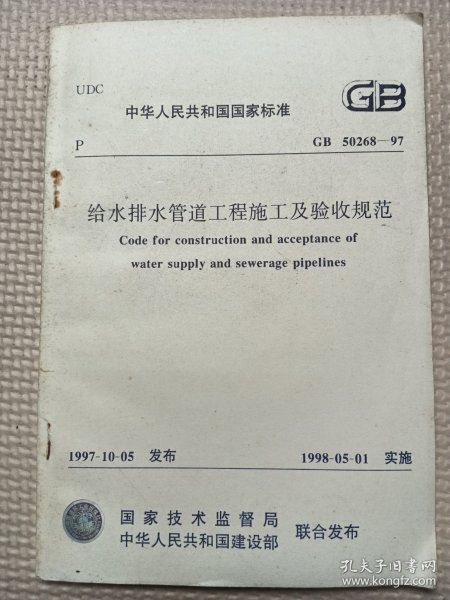 UDC
GB
中华人民共和国国家标准
P
GB 50268—97
给水排水管道工程施工及验收规范
Code for construction and acceptance of
water supply and sewerage pipelines
1997-10-05 发布
1998-05-01 实施
国家技术监督局
中华人民共和国建设部
联合发布
孔夫子旧书网
www.kongfz.com